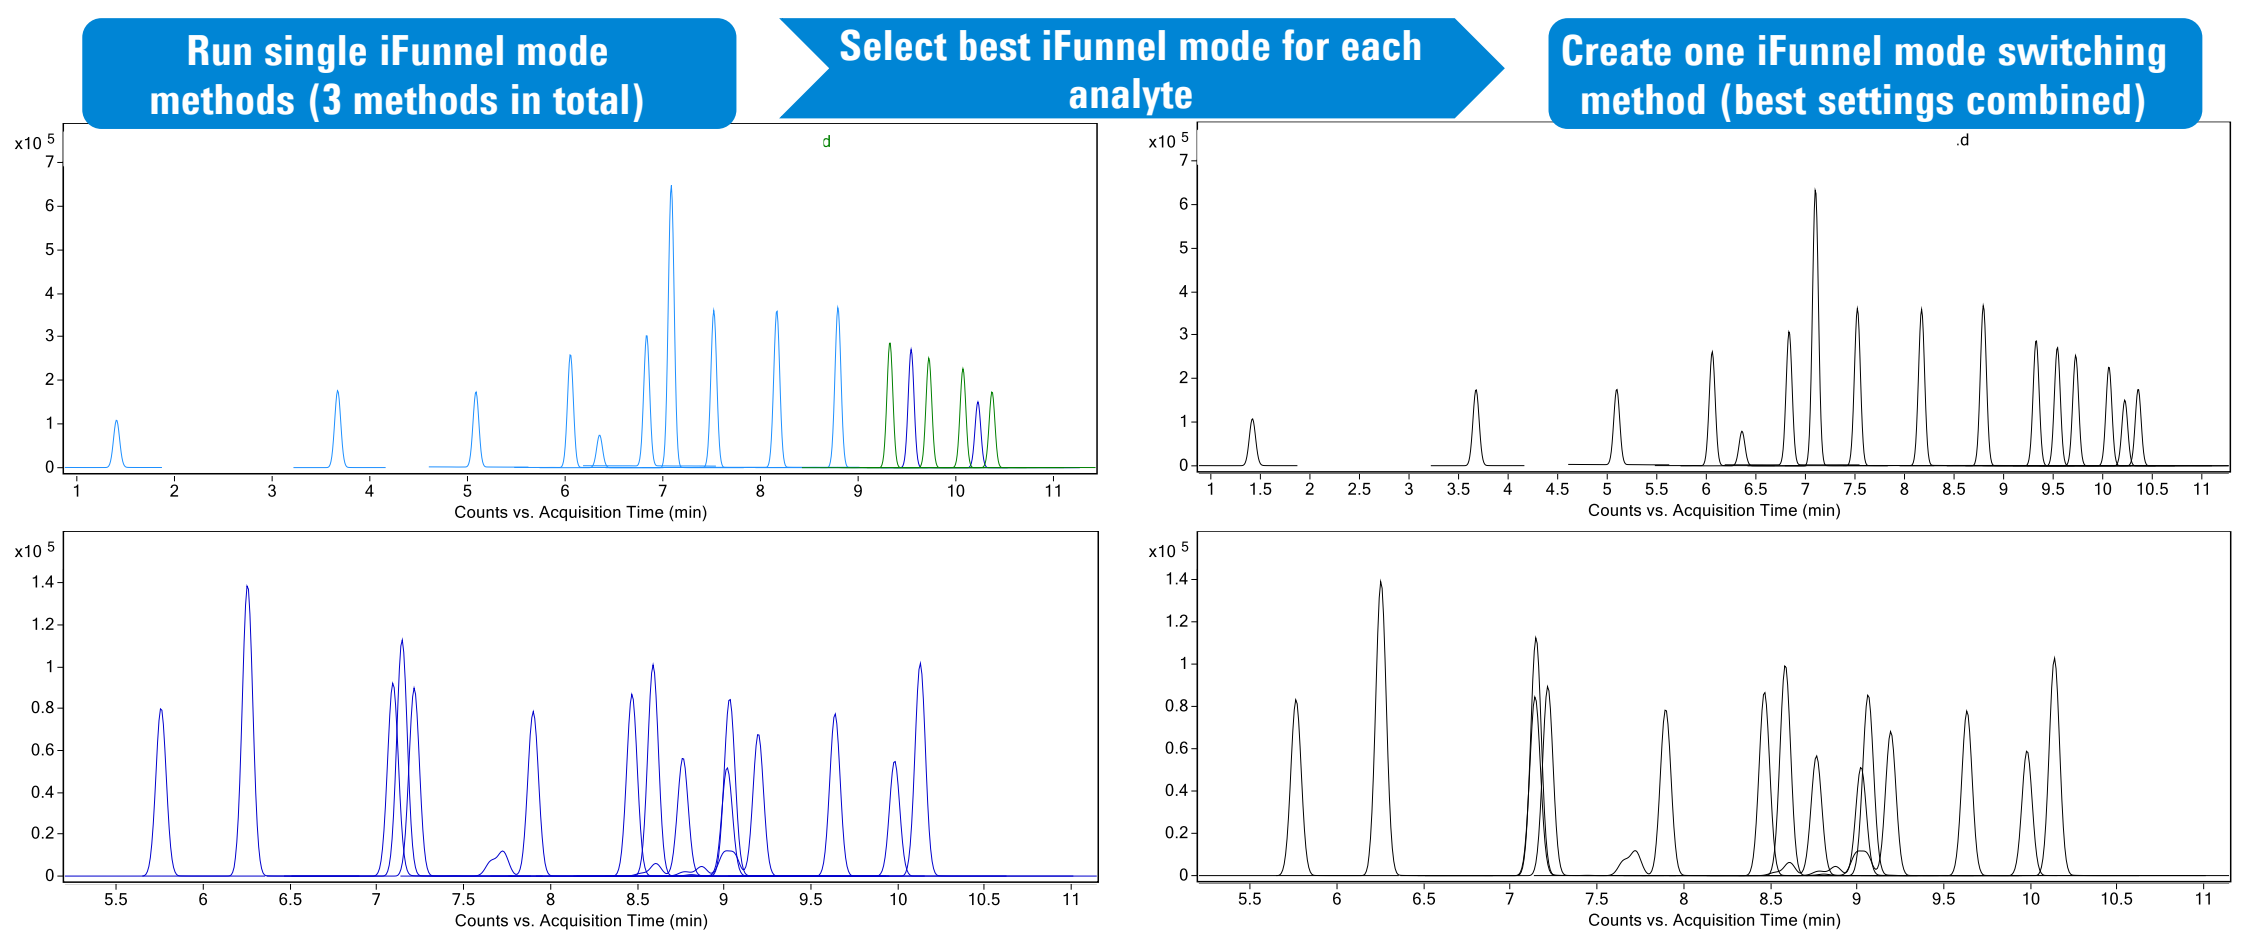 Run single iFunnel mode
methods (3 methods in total)
Select best iFunnel mode for each
analyte
Create one iFunnel mode switching
method (best settings combined)
x10 5
d
7
6
5
4
3
2
1
0
1 2 3 4 5 6 7 8 9 10 11
Counts vs. Acquisition Time (min)
x10 5
.d
7
6
5
4
3
2
1
0
1 1.5 2 2.5 3 3.5 4 4.5 5 5.5 6 6.5 7 7.5 8 8.5 9 9.5 10 10.5 11
Counts vs. Acquisition Time (min)
x10 5
1.4
1.2
1
0.8
0.6
0.4
0.2
0
5.5 6 6.5 7 7.5 8 8.5 9 9.5 10 10.5 11
Counts vs. Acquisition Time (min)
x10 5
1.4
1.2
1
0.8
0.6
0.4
0.2
0
5.5 6 6.5 7 7.5 8 8.5 9 9.5 10 10.5 11
Counts vs. Acquisition Time (min)